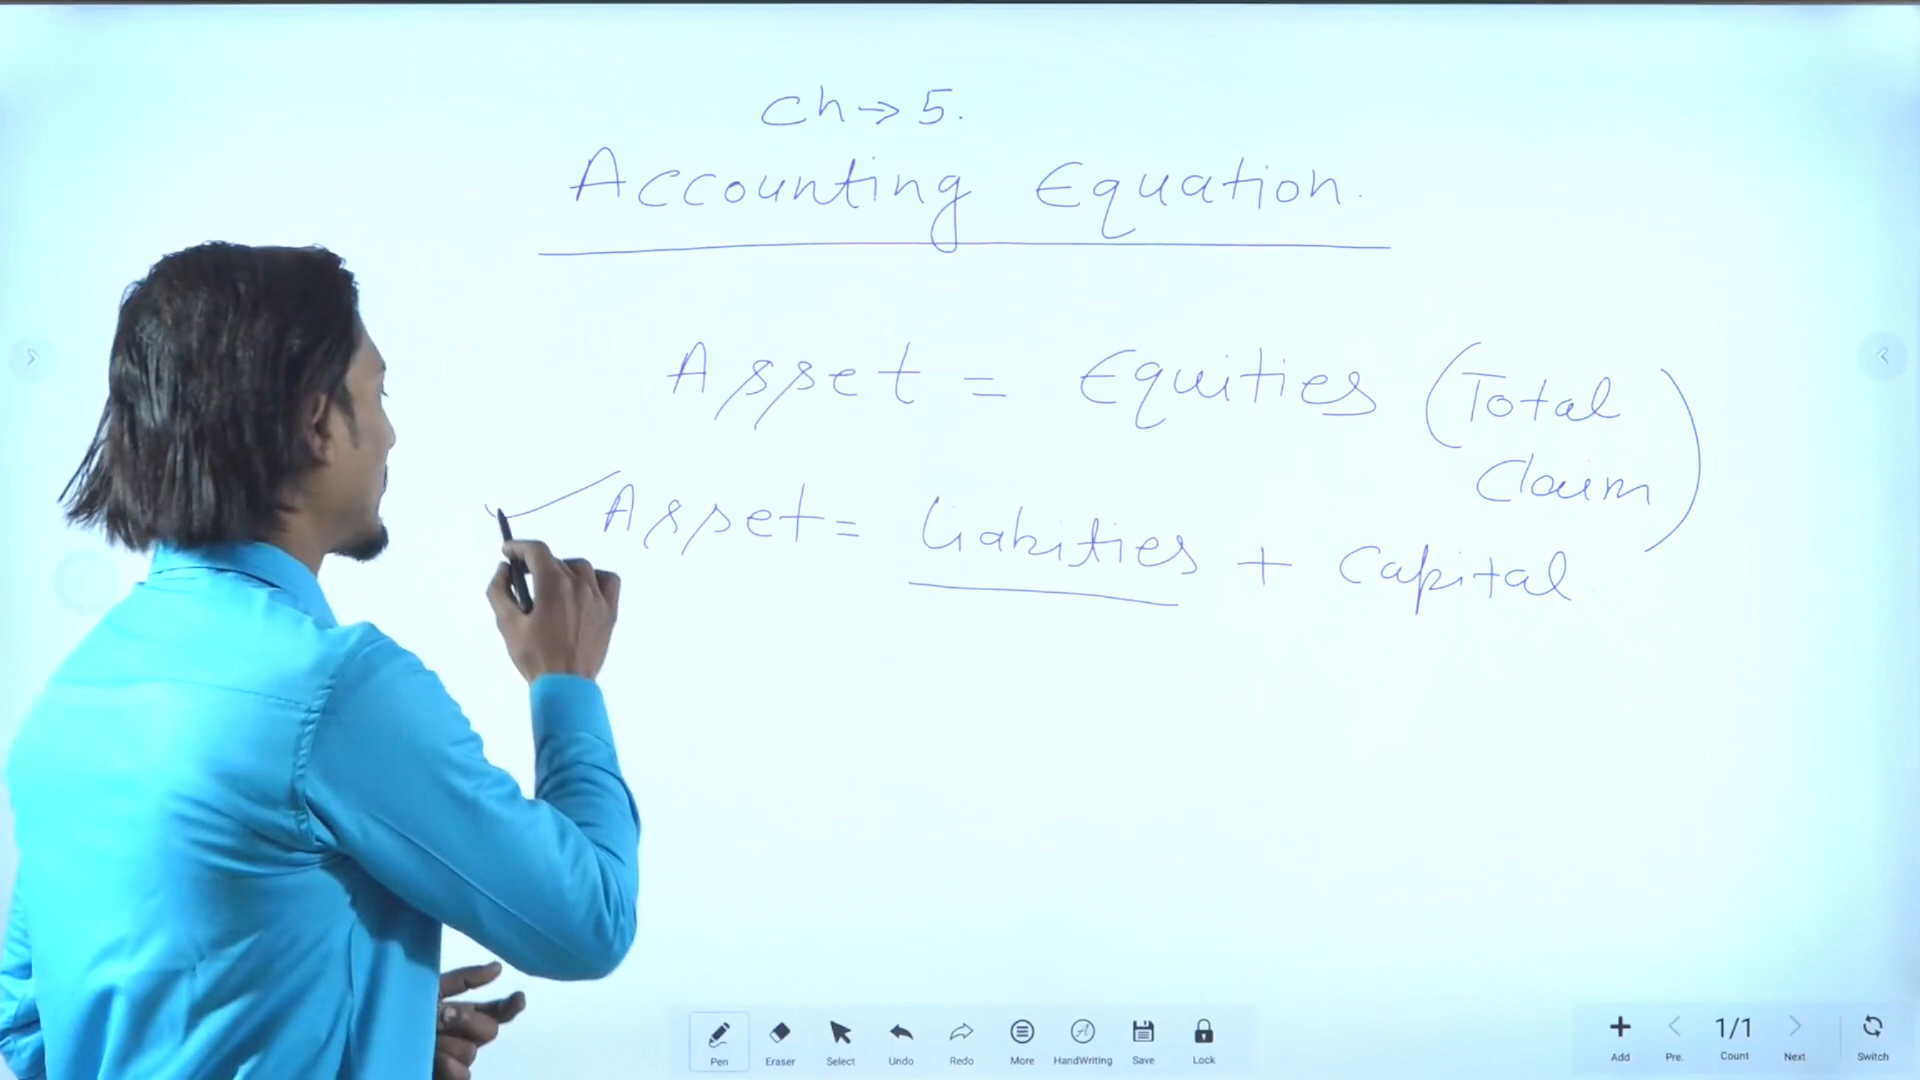 Ch → 5.
Accounting Equation.
Asset = Equities (Total Claim)
Asset = Liabilities + Capital
Pen Eraser Select Undo Redo More HandWriting Save Lock
Add Pre. 1/1 Count Next Switch